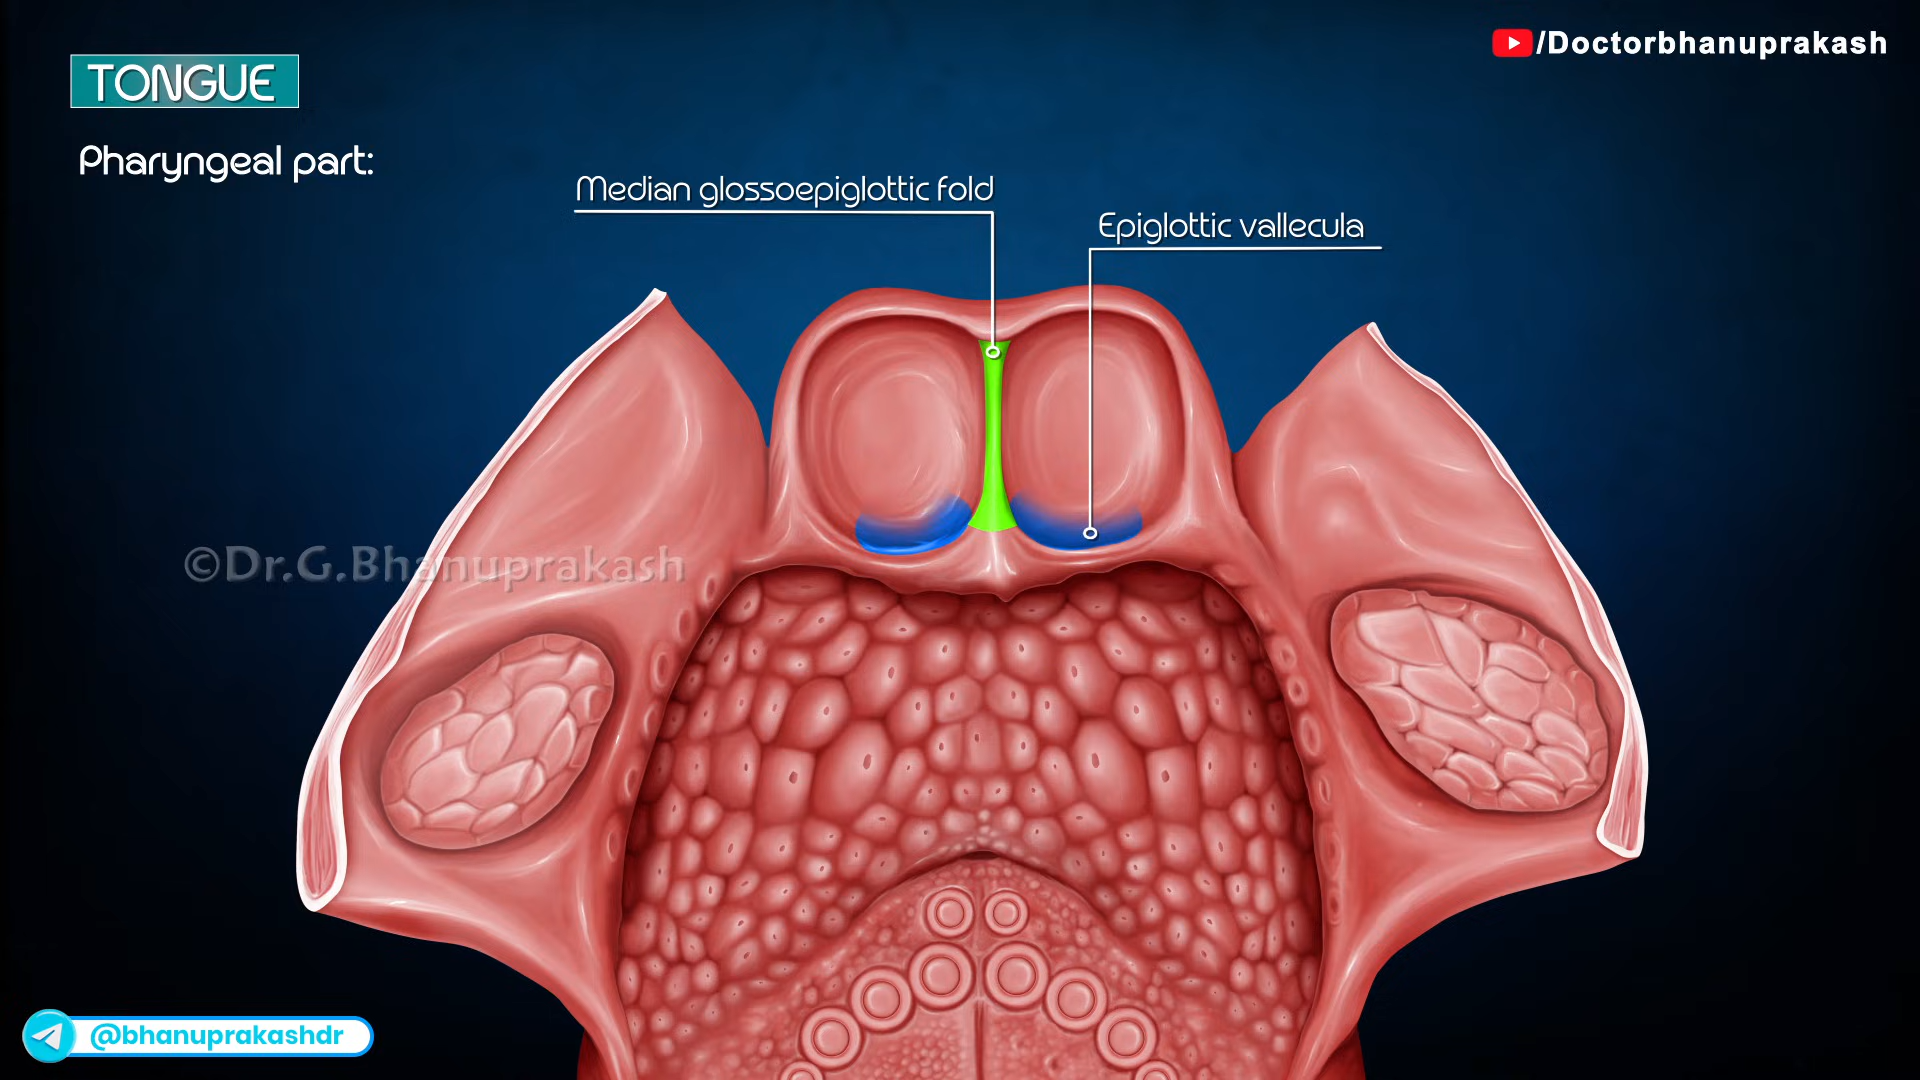 /Doctorbhanuprakash
TONGUE
Pharyngeal part:
Median glossoepiglottic fold
Epiglottic vallecula
©Dr.G.Bhanuprakash
@bhanuprakashdr